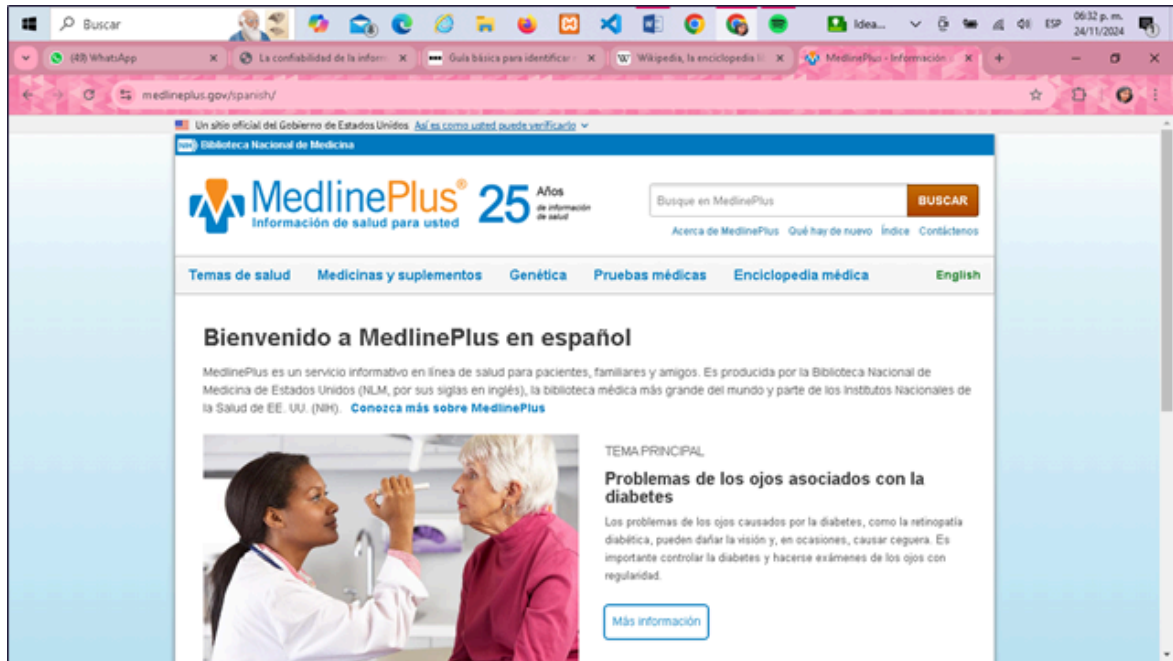 Buscar
Idea...
ESP
06:32 p. m.
24/11/2024
(49) WhatsApp
La confiabilidad de la inform
Guía básica para identificar
Wikipedia, la enciclopedia li
MedlinePlus - Información
medlineplus.gov/spanish/
Un sitio oficial del Gobierno de Estados Unidos Así es como usted puede verificarlo
NIH Biblioteca Nacional de Medicina
MedlinePlus®
Información de salud para usted
25 Años
de información
de salud
Busque en MedlinePlus
BUSCAR
Acerca de MedlinePlus Qué hay de nuevo Índice Contáctenos
Temas de salud Medicinas y suplementos Genética Pruebas médicas Enciclopedia médica English
Bienvenido a MedlinePlus en español
MedlinePlus es un servicio informativo en línea de salud para pacientes, familiares y amigos. Es producida por la Biblioteca Nacional de
Medicina de Estados Unidos (NLM, por sus siglas en inglés), la biblioteca médica más grande del mundo y parte de los Institutos Nacionales de
la Salud de EE. UU. (NIH). Conozca más sobre MedlinePlus
TEMA PRINCIPAL
Problemas de los ojos asociados con la
diabetes
Los problemas de los ojos causados por la diabetes, como la retinopatía
diabética, pueden dañar la visión y, en ocasiones, causar ceguera. Es
importante controlar la diabetes y hacerse exámenes de los ojos con
regularidad.
Más información